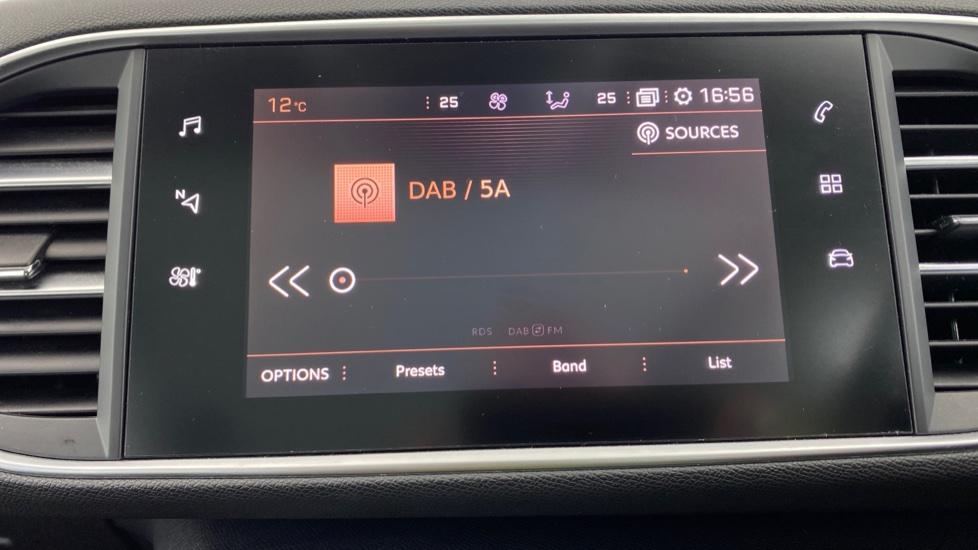 12°C 25 25 16:56
SOURCES
DAB / 5A
N
RDS DAB FM
OPTIONS Presets Band List